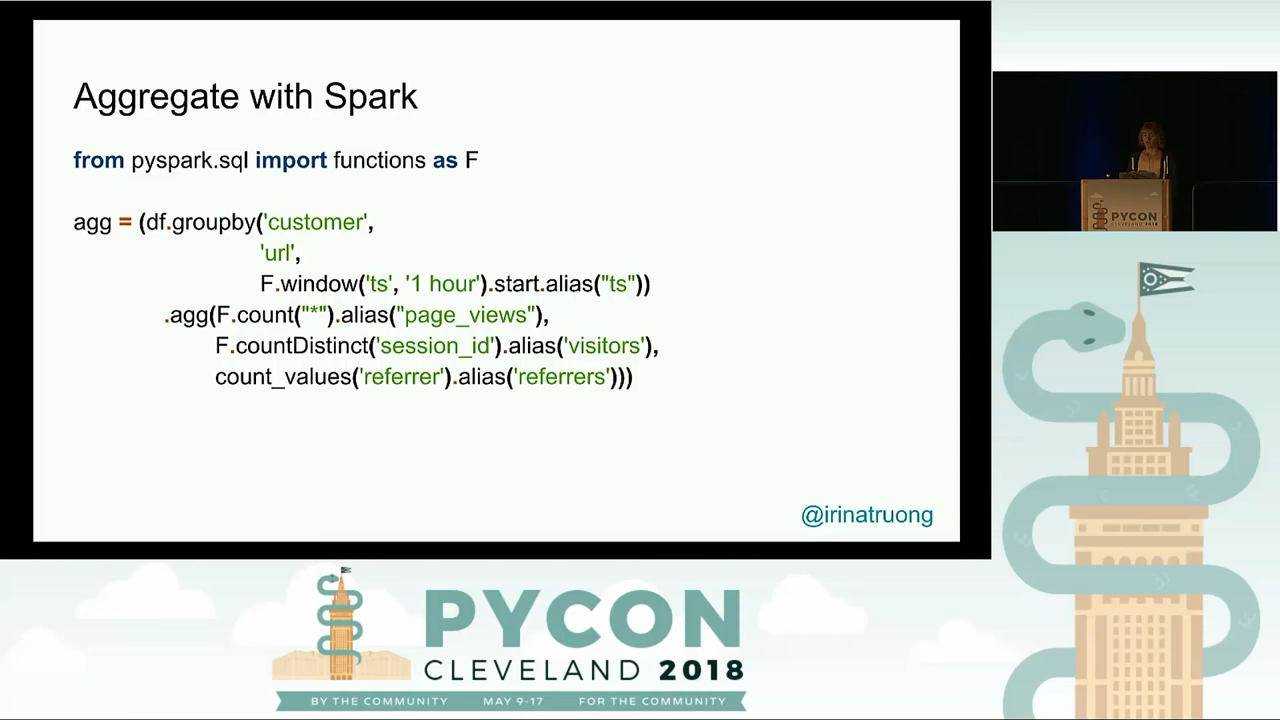 Aggregate with Spark
from pyspark.sql import functions as F
agg = (df.groupby('customer',
'url',
F.window('ts', '1 hour').start.alias("ts"))
.agg(F.count("*").alias("page_views"),
F.countDistinct('session_id').alias('visitors'),
count_values('referrer').alias('referrers')))
@irinatruong
PYCON
CLEVELAND 2018
PYCON
CLEVELAND 2018
BY THE COMMUNITY MAY 9-17 FOR THE COMMUNITY